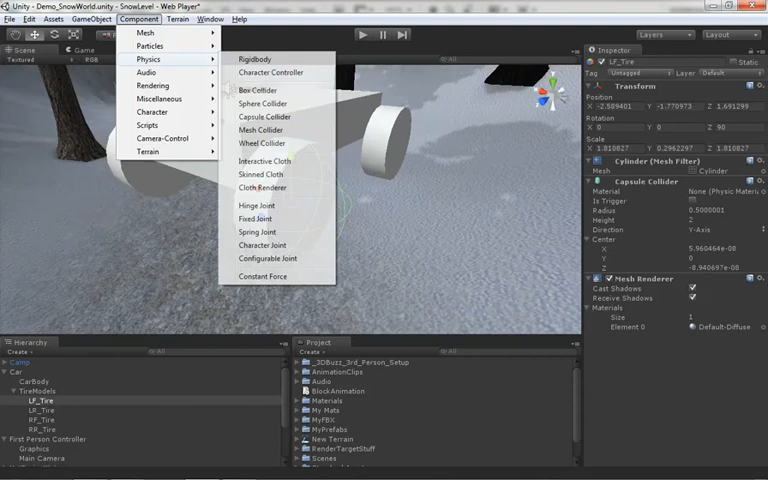 Unity - Demo_SnowWorld.unity - SnowLevel - Web Player*
File Edit Assets GameObject Component Terrain Window Help
Layers Layout
Scene Game
Textured RGB All
Mesh
Particles
Physics
Audio
Rendering
Miscellaneous
Character
Scripts
Camera-Control
Terrain
Rigidbody
Character Controller
Box Collider
Sphere Collider
Capsule Collider
Mesh Collider
Wheel Collider
Interactive Cloth
Skinned Cloth
Cloth Renderer
Hinge Joint
Fixed Joint
Spring Joint
Character Joint
Configurable Joint
Constant Force
Inspector
LF_Tire Static
Tag Untagged Layer Default
Transform
Position
X -2.589401 Y -1.770973 Z 1.691299
Rotation
X 0 Y 0 Z 90
Scale
X 1.810827 Y 0.2962297 Z 1.810827
Cylinder (Mesh Filter)
Mesh Cylinder
Capsule Collider
Material None (Physic Materi
Is Trigger
Radius 0.5000001
Height 2
Direction Y-Axis
Center
X 5.960464e-08
Y 0
Z -8.940697e-08
Mesh Renderer
Cast Shadows
Receive Shadows
Materials
Size 1
Element 0 Default-Diffuse
Hierarchy
Create All
Camp
Car
CarBody
TireModels
LF_Tire
LR_Tire
RF_Tire
RR_Tire
First Person Controller
Graphics
Main Camera
Project
Create All
_3DBuzz_3rd_Person_Setup
AnimationClips
Audio
BlockAnimation
Materials
My Mats
MyFBX
MyPrefabs
New Terrain
RenderTargetStuff
Scenes